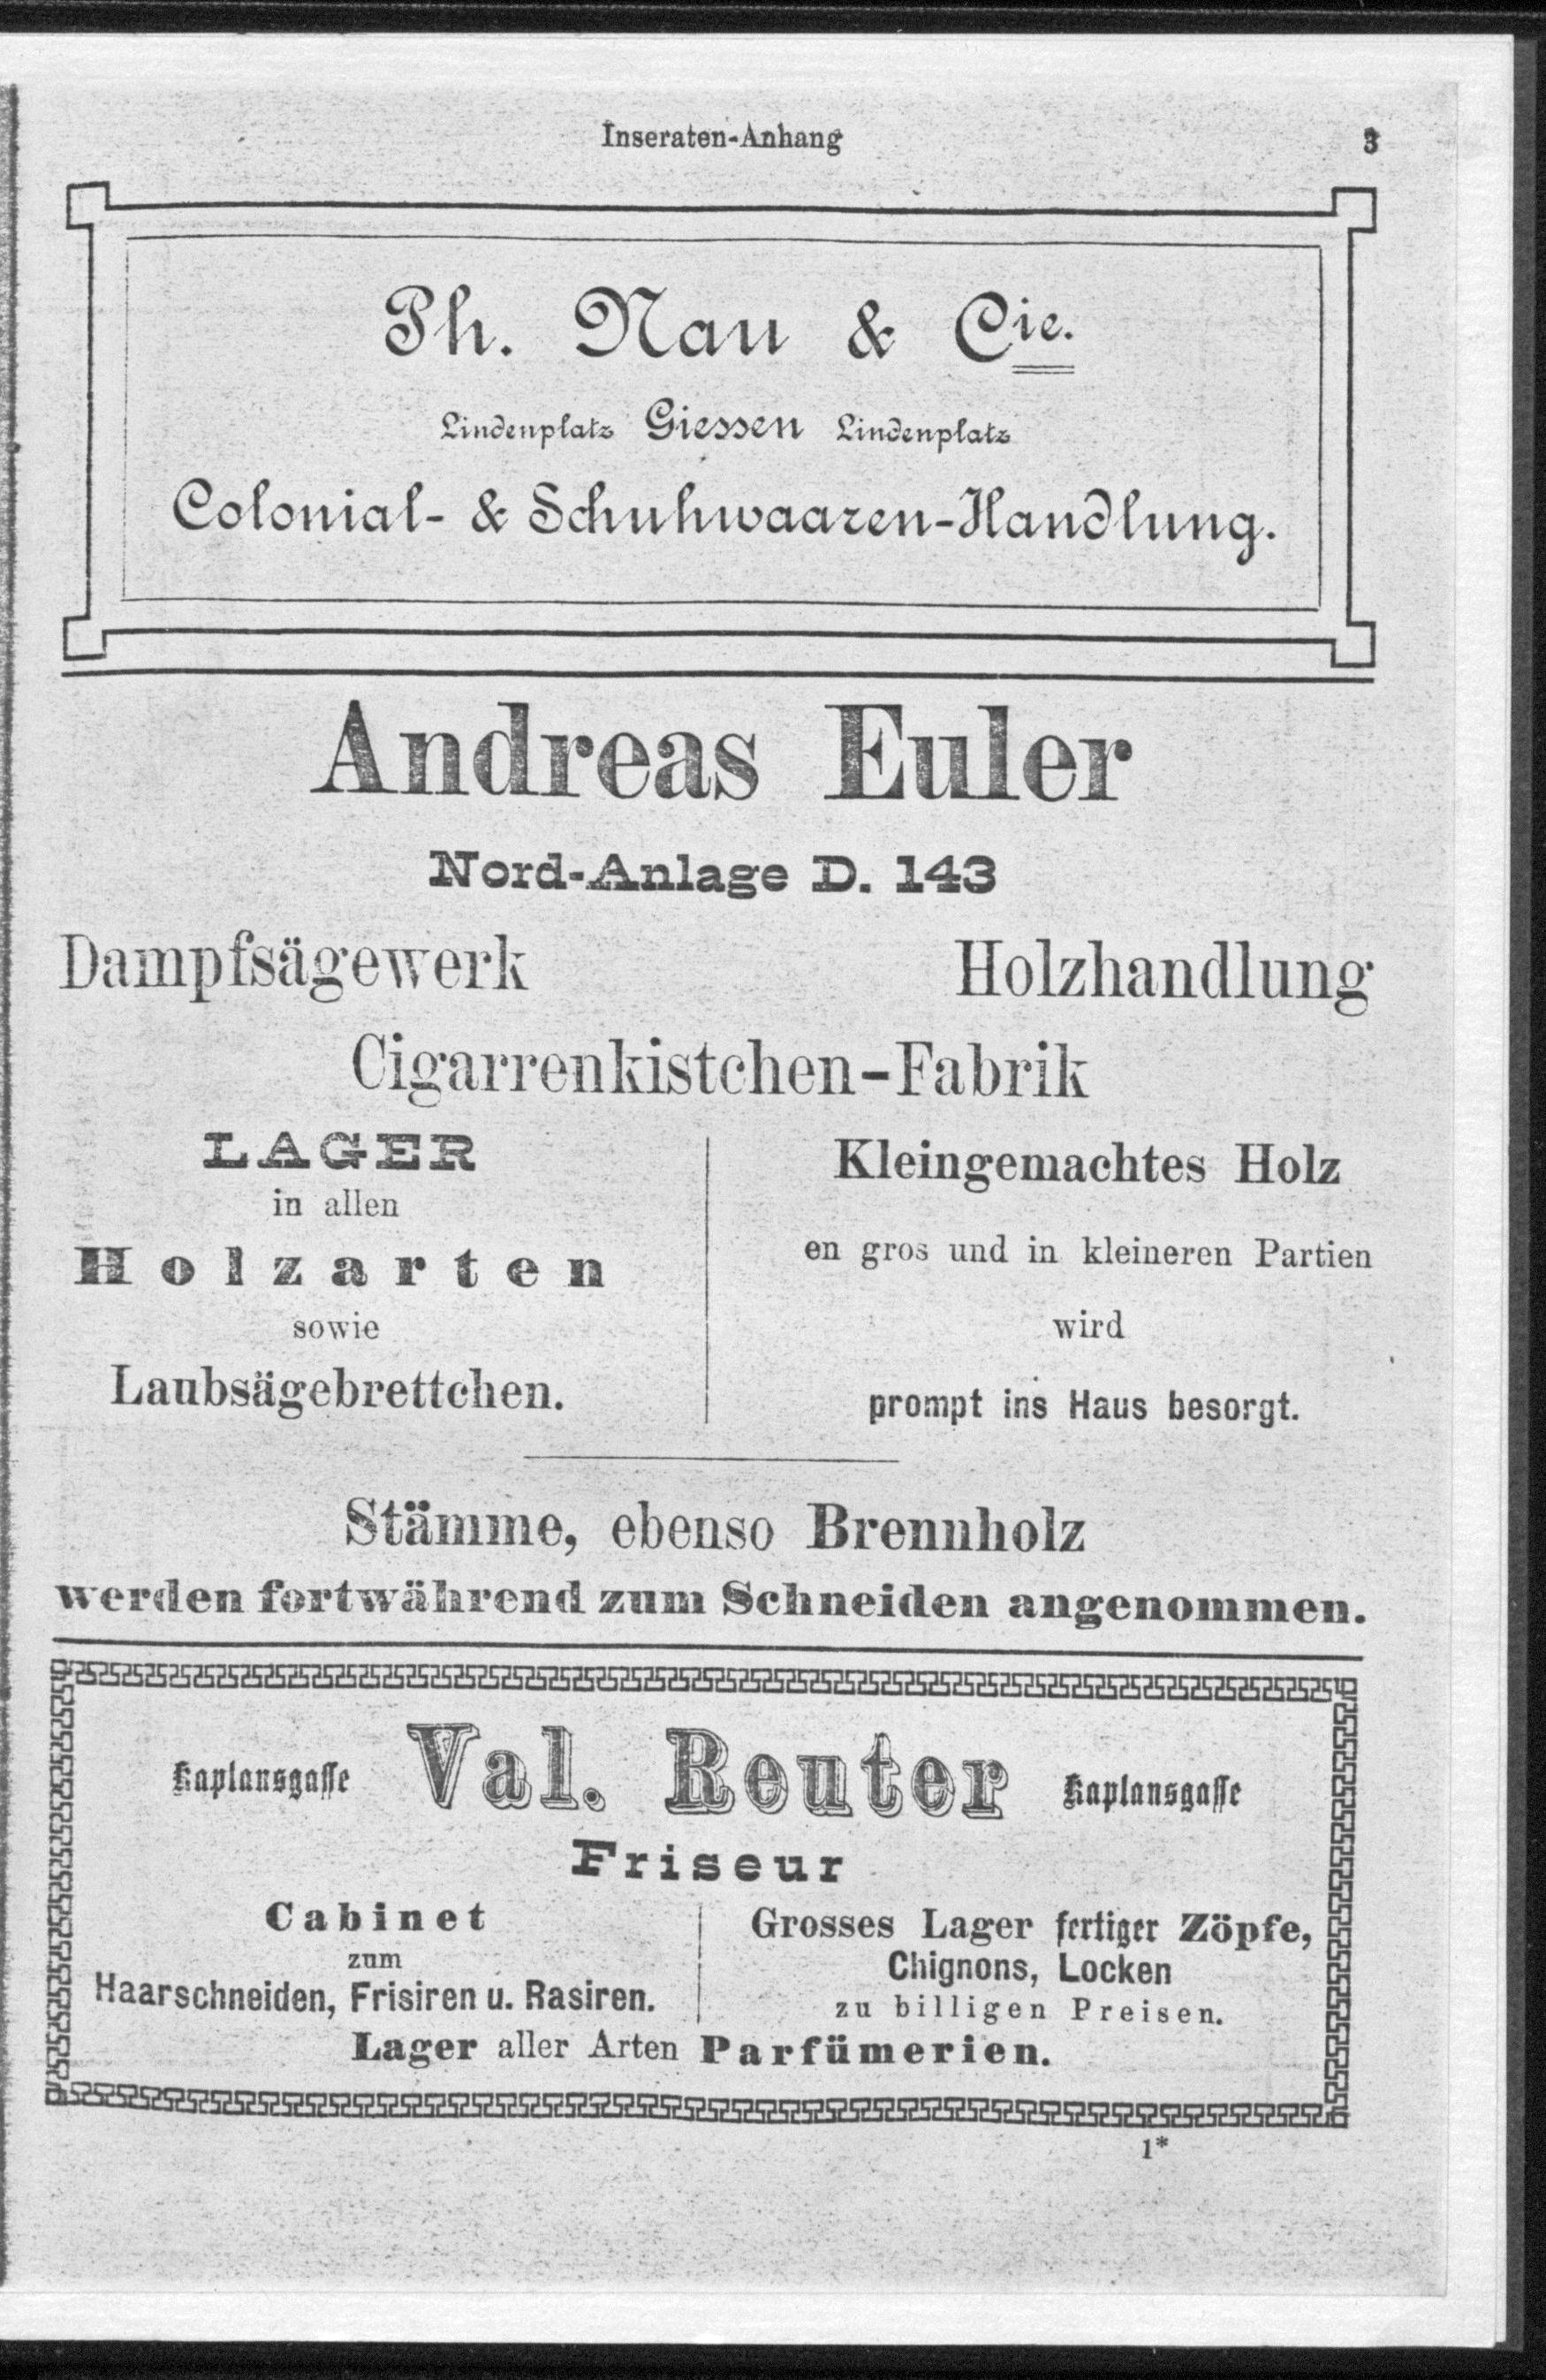 Inseraten-Anhang 3
Ph. Nau & Cie.
Lindenplatz Giessen Lindenplatz
Colonial- & Schuhwaaren-Handlung.
Andreas Euler
Nord-Anlage D. 143
Dampfsägewerk Holzhandlung
Cigarrenkistchen-Fabrik
LAGER
in allen
Holzarten
sowie
Laubsägebrettchen.
Kleingemachtes Holz
en gros und in kleineren Partien
wird
prompt ins Haus besorgt.
Stämme, ebenso Brennholz
werden fortwährend zum Schneiden angenommen.
Kaplansgasse Val. Reuter Kaplansgasse
Friseur
Cabinet
zum
Haarschneiden, Frisiren u. Rasiren.
Grosses Lager fertiger Zöpfe,
Chignons, Locken
zu billigen Preisen.
Lager aller Arten Parfümerien.
1*